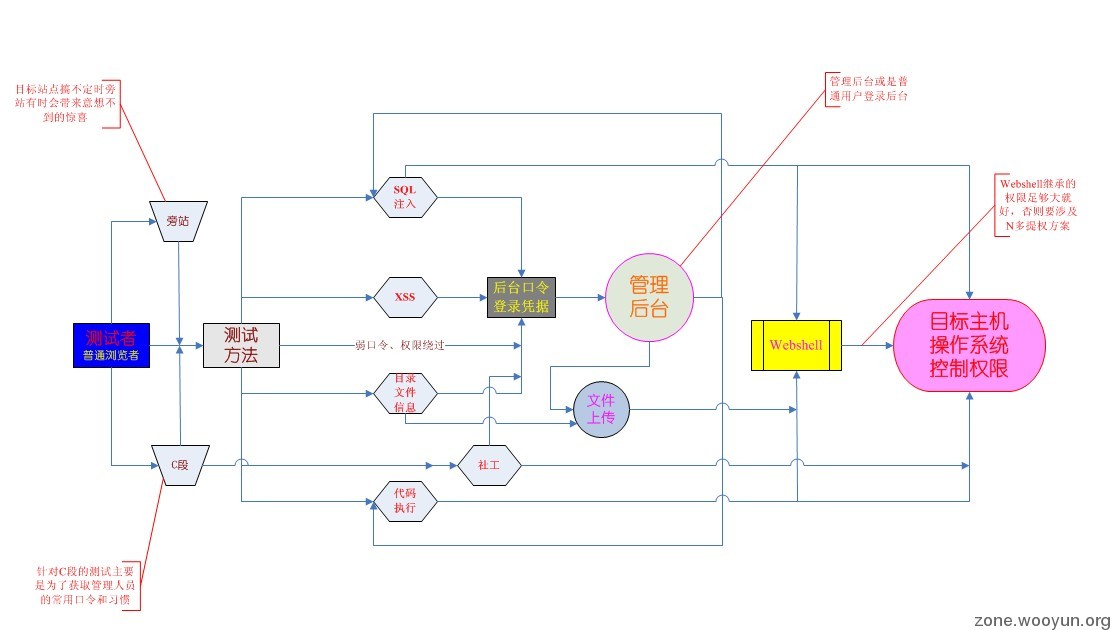 目标站点搞不定时旁
站有时会带来意想不
到的惊喜
管理后台或是普
通用户登录后台
SQL
注入
Webshell继承的
权限足够大就
好，否则要涉及
N多提权方案
旁站
XSS
后台口令
登录凭据
管理
后台
测试者
普通浏览者
测试
方法
弱口令、权限绕过
Webshell
目标主机
操作系统
控制权限
目录
文件
信息
文件
上传
C段
社工
代码
执行
针对C段的测试主要
是为了获取管理人员
的常用口令和习惯
zone.wooyun.org